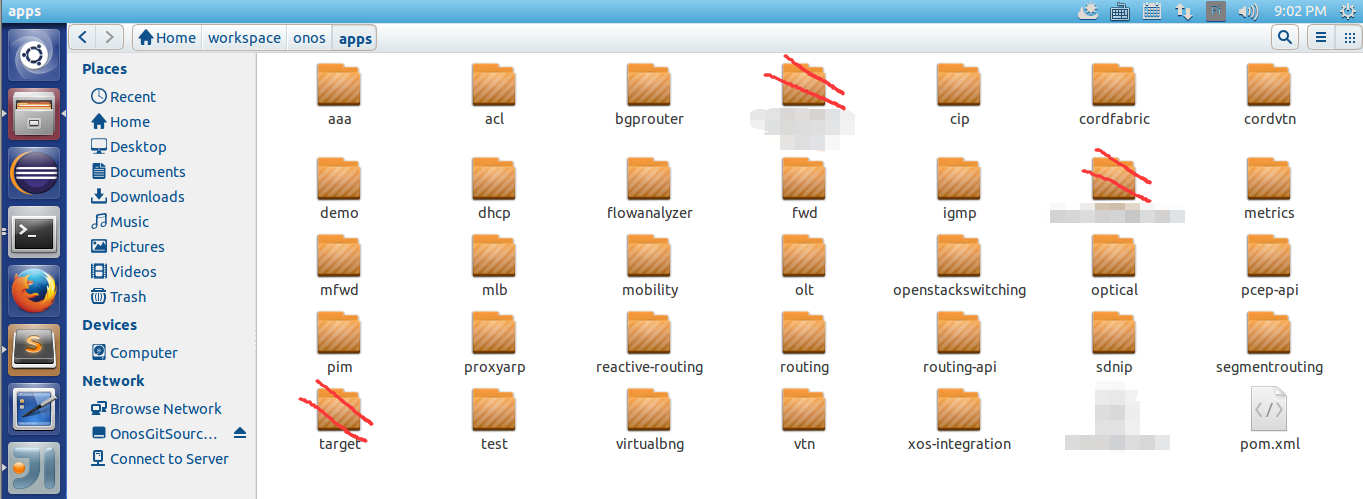 apps
9:02 PM
Home workspace onos apps
Places
Recent
Home
Desktop
Documents
Downloads
Music
Pictures
Videos
Trash
Devices
Computer
Network
Browse Network
OnosGitSourc...
Connect to Server
aaa acl bgprouter cip cordfabric cordvtn
demo dhcp flowanalyzer fwd igmp metrics
mfwd mlb mobility olt openstackswitching optical pcep-api
pim proxyarp reactive-routing routing routing-api sdnip segmentrouting
target test virtualbng vtn xos-integration pom.xml